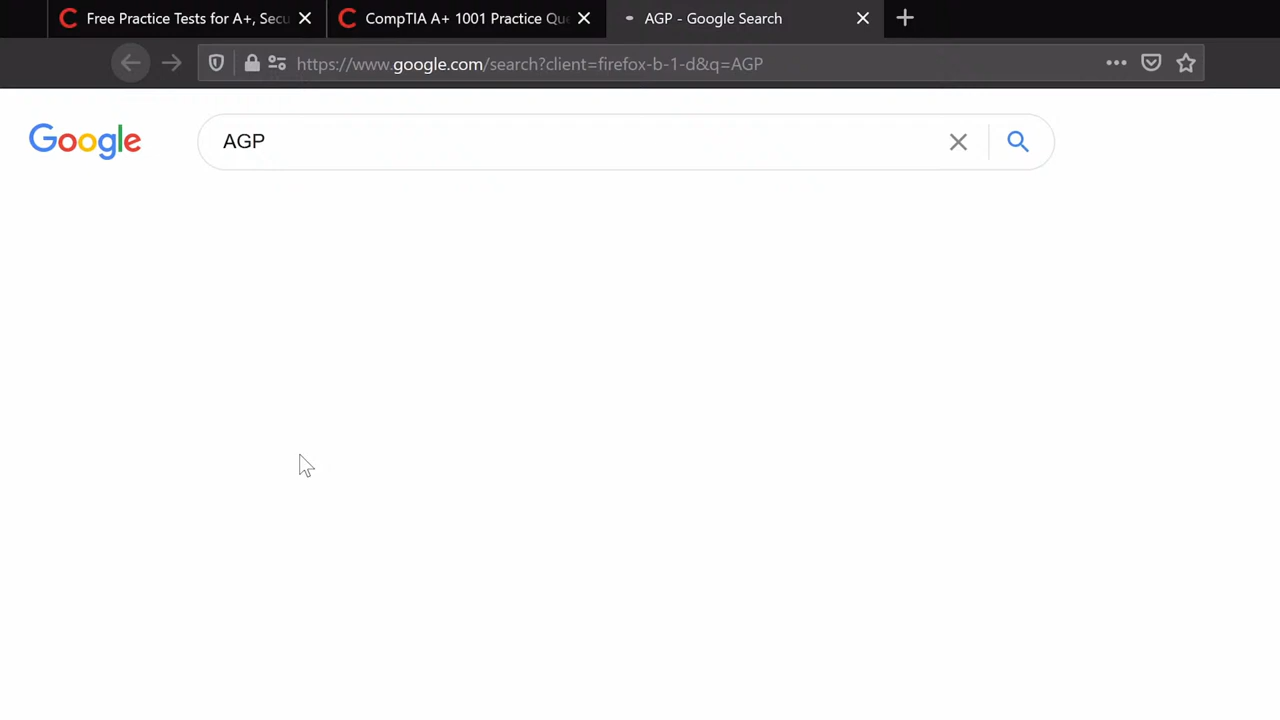 Free Practice Tests for A+, Secu
CompTIA A+ 1001 Practice Que
AGP - Google Search
https://www.google.com/search?client=firefox-b-1-d&q=AGP
Google
AGP